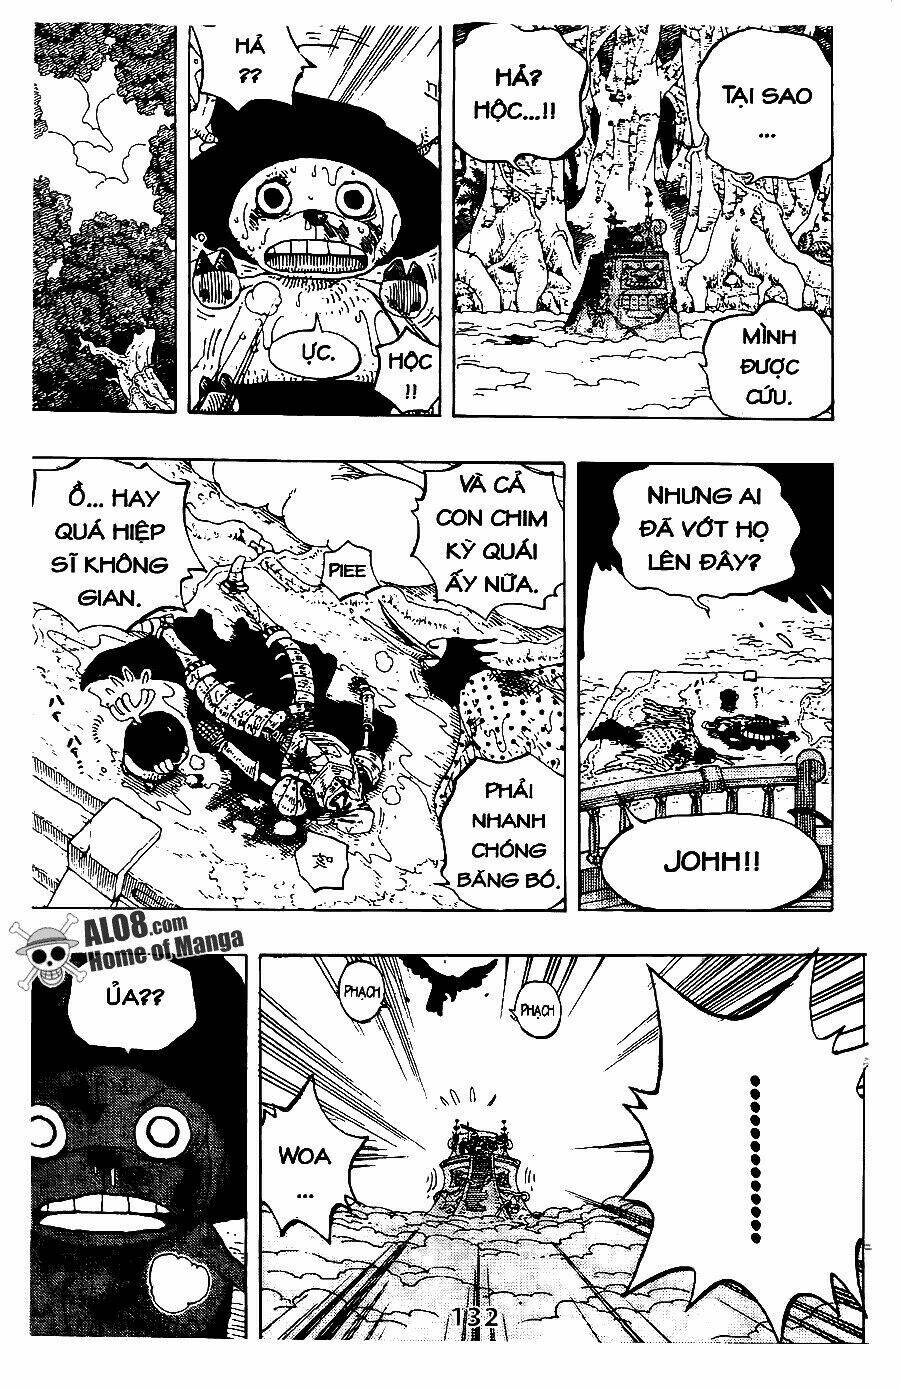 TẠI SAO
...
HẢ?
HỘC...!!
MÌNH
ĐƯỢC
CỨU.
HẢ
??
ỰC.
HỘC
!!
NHƯNG AI
ĐÃ VỚT HỌ
LÊN ĐÂY?
JOHH!!
VÀ CẢ
CON CHIM
KỲ QUÁI
ẤY NỮA.
PIEE
Ồ... HAY
QUÁ HIỆP
SĨ KHÔNG
GIAN.
PHẢI
NHANH
CHÓNG
BĂNG BÓ.
ALO8.com
Home of Manga
.............
PHẠCH
PHẠCH
WOA
...
ỦA??
132